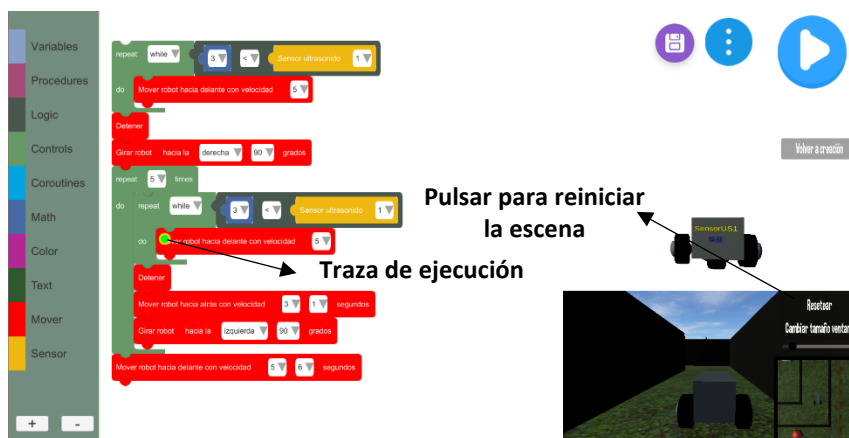 Variables
Procedures
Logic
Controls
Coroutines
Math
Color
Text
Mover
Sensor
+ -
repeat while 3 < Sensor ultrasonido 1
do Mover robot hacia delante con velocidad 5
Detener
Girar robot hacia la derecha 90 grados
repeat 5 times
do repeat while 3 < Sensor ultrasonido 1
do ver robot hacia delante con velocidad 5
Detener
Mover robot hacia atrás con velocidad 3 1 segundos
Girar robot hacia la izquierda 90 grados
Mover robot hacia delante con velocidad 5 6 segundos
Traza de ejecución
Pulsar para reiniciar
la escena
Volver a creación
SensorUS1
Resetear
Cambiar tamaño ventan